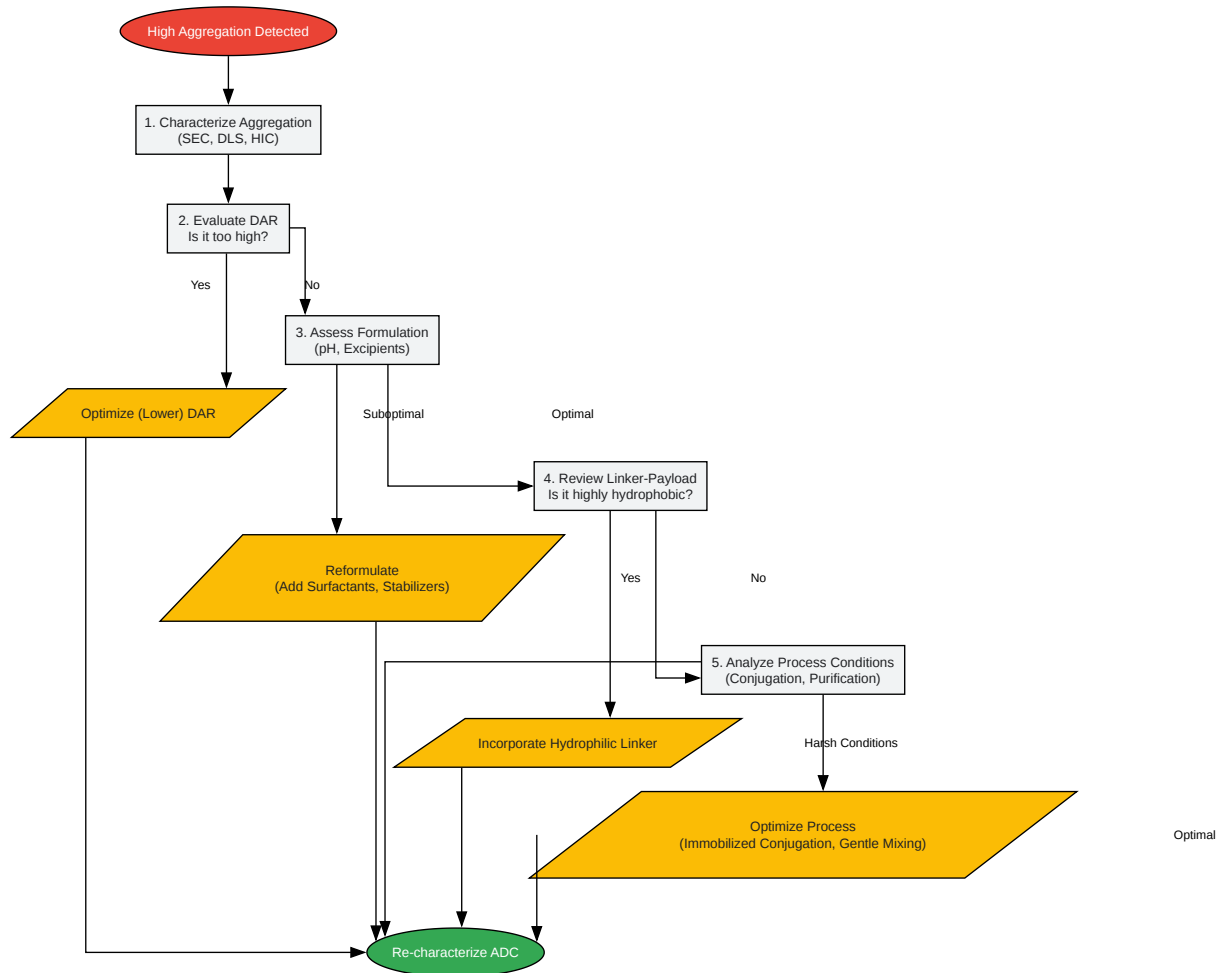 High Aggregation Detected
1. Characterize Aggregation
(SEC, DLS, HIC)
2. Evaluate DAR
Is it too high?
Yes
No
3. Assess Formulation
(pH, Excipients)
Optimize (Lower) DAR
Suboptimal
Optimal
4. Review Linker-Payload
Is it highly hydrophobic?
Reformulate
(Add Surfactants, Stabilizers)
Yes
No
5. Analyze Process Conditions
(Conjugation, Purification)
Incorporate Hydrophilic Linker
Harsh Conditions
Optimize Process
(Immobilized Conjugation, Gentle Mixing)
Optimal
Re-characterize ADC